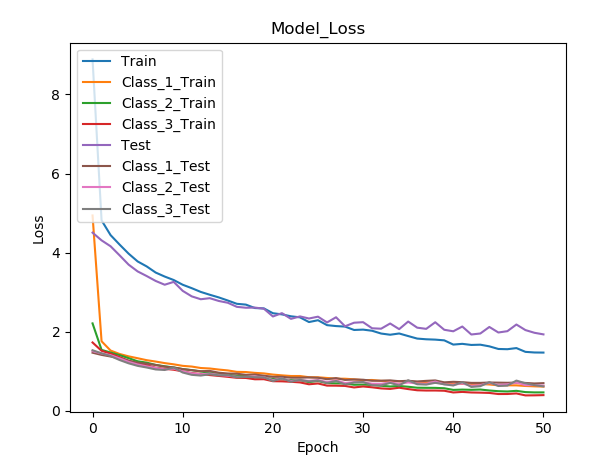 Model_Loss
Train
Class_1_Train
Class_2_Train
Class_3_Train
Test
Class_1_Test
Class_2_Test
Class_3_Test
8
6
4
2
0
Loss
0 10 20 30 40 50
Epoch